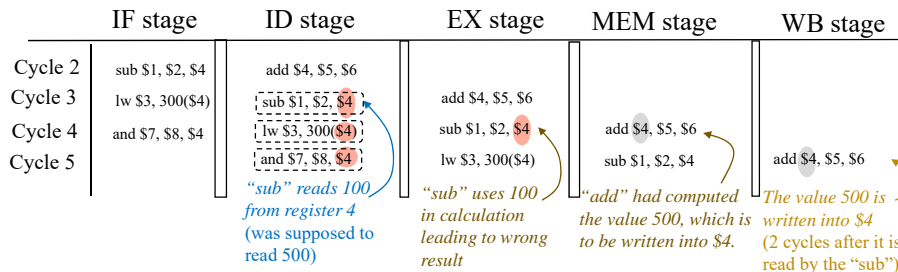 IF stage ID stage EX stage MEM stage WB stage
Cycle 2 sub $1, $2, $4 add $4, $5, $6
Cycle 3 lw $3, 300($4) sub $1, $2, $4 add $4, $5, $6
Cycle 4 and $7, $8, $4 lw $3, 300($4) sub $1, $2, $4 add $4, $5, $6
Cycle 5 and $7, $8, $4 lw $3, 300($4) sub $1, $2, $4 add $4, $5, $6
“sub” reads 100
from register 4
(was supposed to
read 500)
“sub” uses 100
in calculation
leading to wrong
result
“add” had computed
the value 500, which is
to be written into $4.
The value 500 is
written into $4
(2 cycles after it is
read by the “sub”)